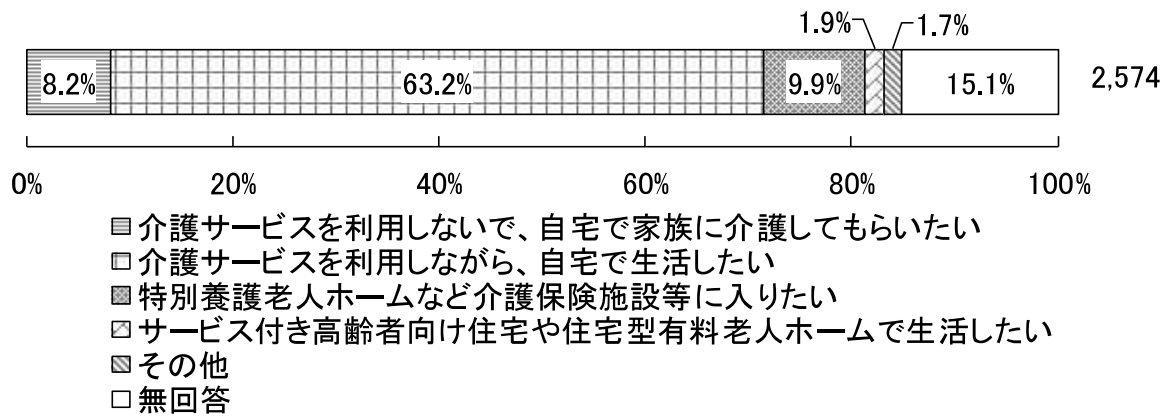 1.9% 1.7%
8.2% 63.2% 9.9% 15.1% 2,574
0% 20% 40% 60% 80% 100%
介護サービスを利用しないで、自宅で家族に介護してもらいたい
介護サービスを利用しながら、自宅で生活したい
特別養護老人ホームなど介護保険施設等に入りたい
サービス付き高齢者向け住宅や住宅型有料老人ホームで生活したい
その他
無回答